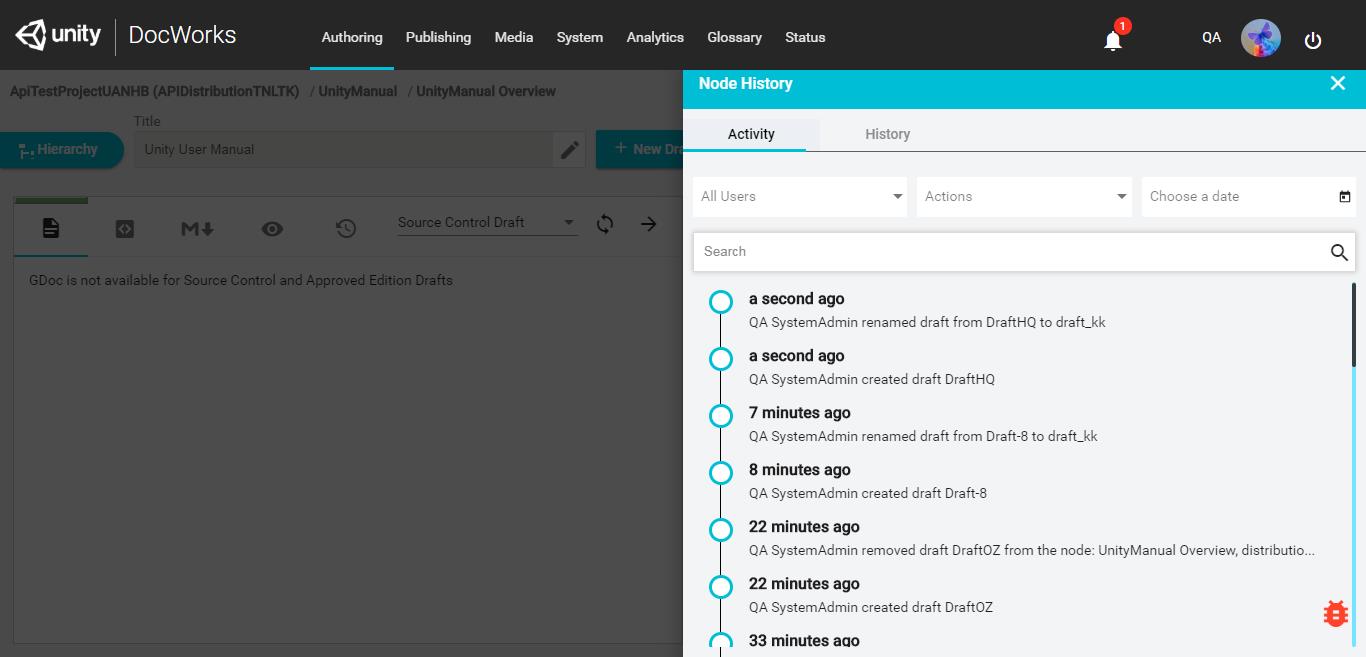 unity DocWorks Authoring Publishing Media System Analytics Glossary Status 1 QA
ApiTestProjectUANHB (APIDistributionTNLTK) / UnityManual / UnityManual Overview
Title
Hierarchy
Unity User Manual
+ New Dra
Source Control Draft
GDoc is not available for Source Control and Approved Edition Drafts
Node History
Activity History
All Users Actions Choose a date
Search
a second ago
QA SystemAdmin renamed draft from DraftHQ to draft_kk
a second ago
QA SystemAdmin created draft DraftHQ
7 minutes ago
QA SystemAdmin renamed draft from Draft-8 to draft_kk
8 minutes ago
QA SystemAdmin created draft Draft-8
22 minutes ago
QA SystemAdmin removed draft DraftOZ from the node: UnityManual Overview, distributio...
22 minutes ago
QA SystemAdmin created draft DraftOZ
33 minutes ago